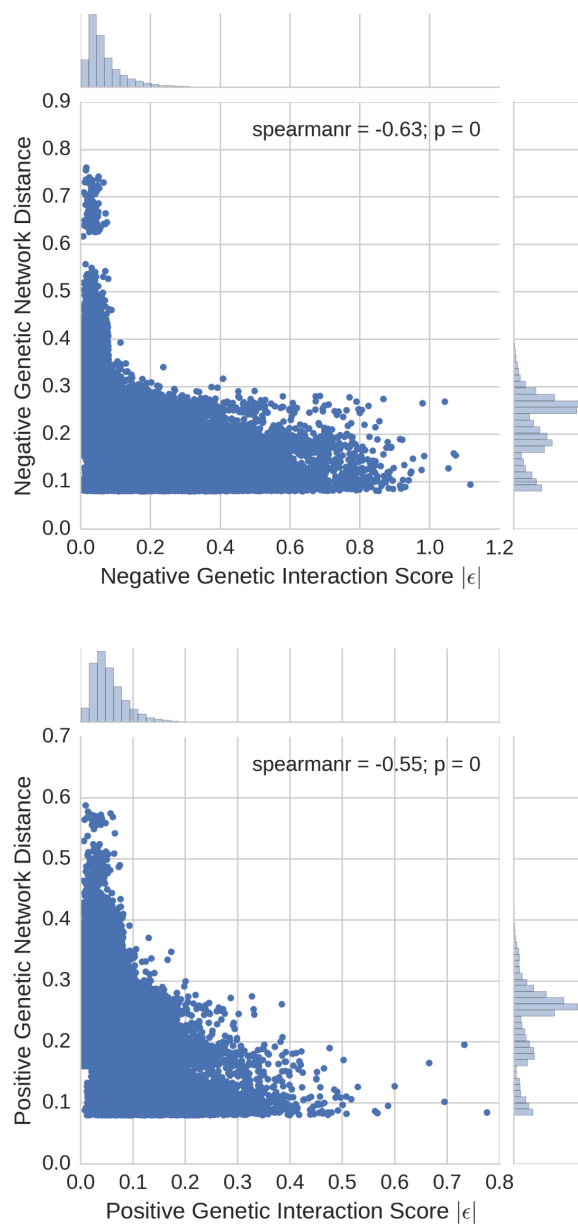 0.9
spearmanr = -0.63; p = 0
0.8
0.7
0.6
0.5
0.4
0.3
0.2
0.1
0.0
Negative Genetic Network Distance
0.0 0.2 0.4 0.6 0.8 1.0 1.2
Negative Genetic Interaction Score |ϵ|
0.7
spearmanr = -0.55; p = 0
0.6
0.5
0.4
0.3
0.2
0.1
0.0
Positive Genetic Network Distance
0.0 0.1 0.2 0.3 0.4 0.5 0.6 0.7 0.8
Positive Genetic Interaction Score |ϵ|